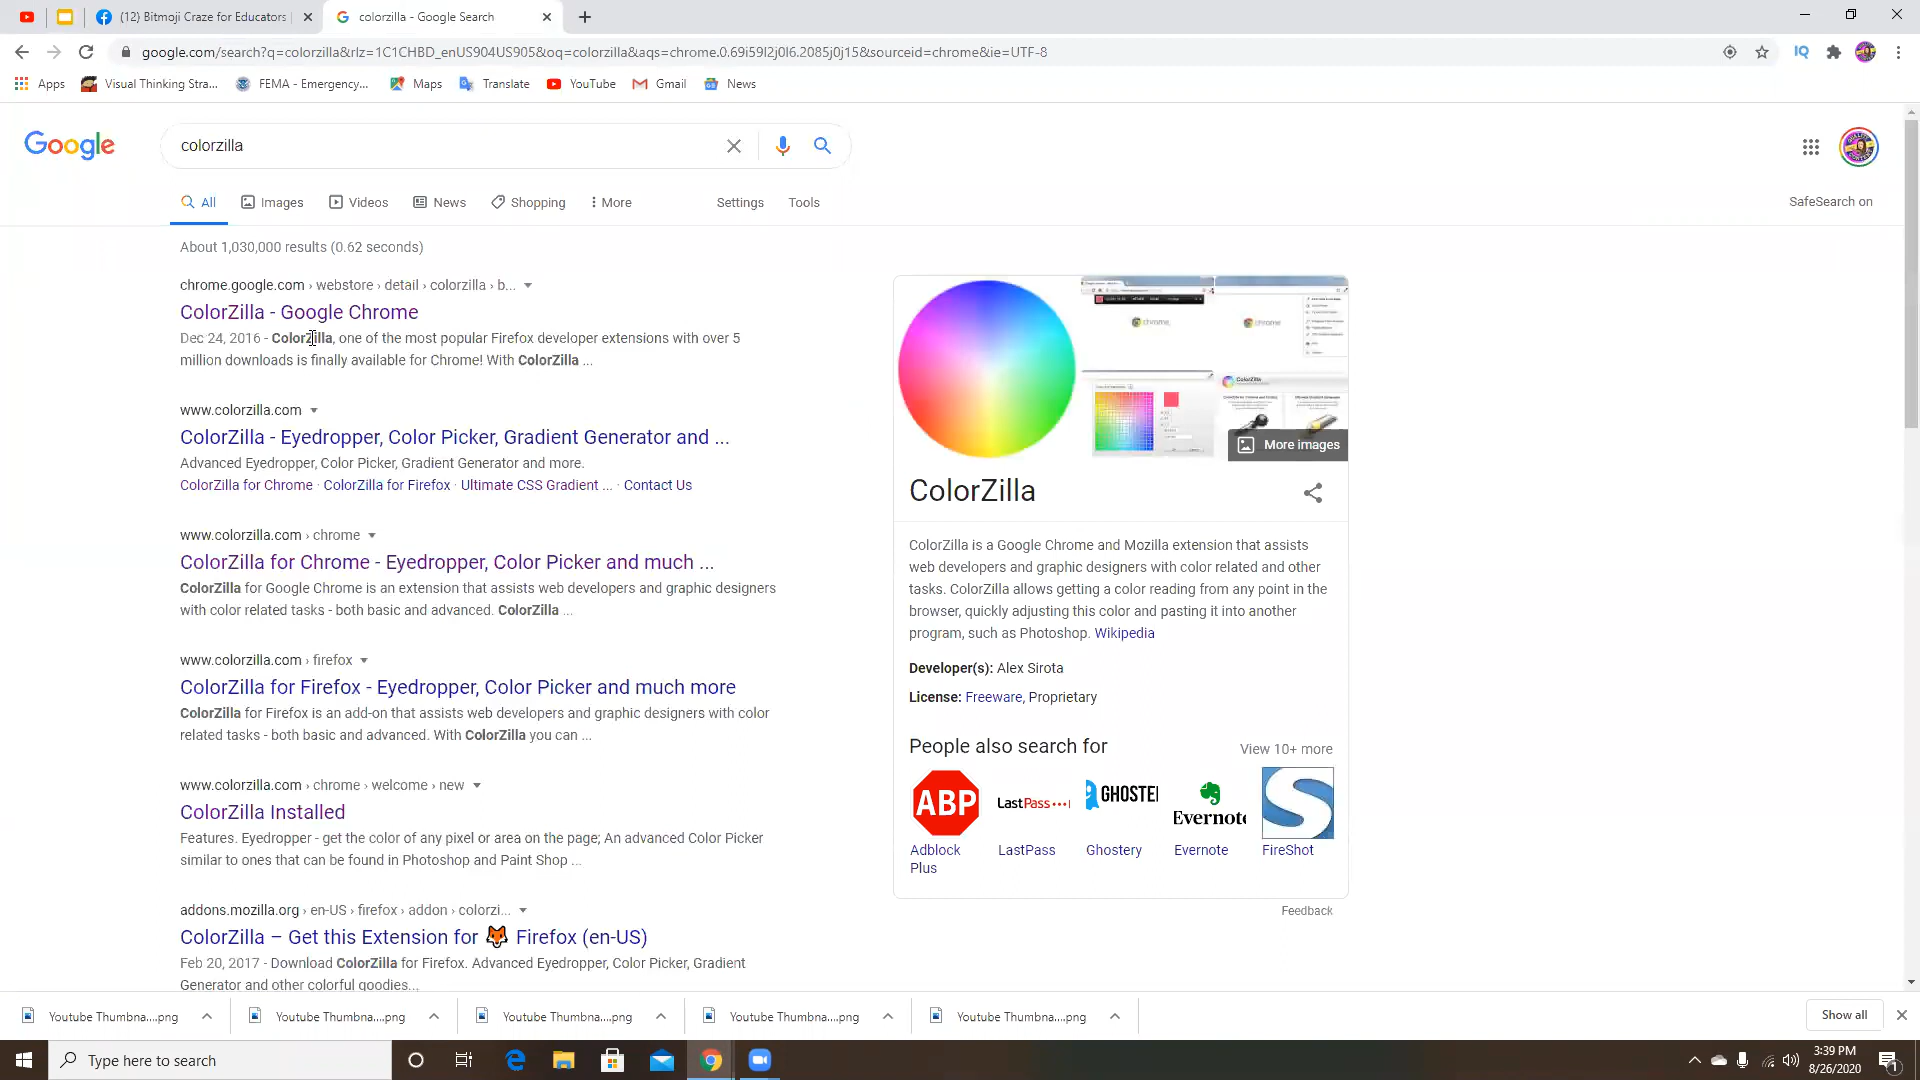 (12) Bitmoji Craze for Educators
colorzilla - Google Search
google.com/search?q=colorzilla&rlz=1C1CHBD_enUS904US905&oq=colorzilla&aqs=chrome.0.69i59l2j0l6.2085j0j15&sourceid=chrome&ie=UTF-8
Apps
Visual Thinking Stra...
FEMA - Emergency...
Maps
Translate
YouTube
Gmail
News
Google
colorzilla
All
Images
Videos
News
Shopping
More
Settings
Tools
SafeSearch on
About 1,030,000 results (0.62 seconds)
chrome.google.com › webstore › detail › colorzilla › b...
ColorZilla - Google Chrome
Dec 24, 2016 - ColorZilla, one of the most popular Firefox developer extensions with over 5
million downloads is finally available for Chrome! With ColorZilla ...
www.colorzilla.com
ColorZilla - Eyedropper, Color Picker, Gradient Generator and ...
Advanced Eyedropper, Color Picker, Gradient Generator and more.
ColorZilla for Chrome · ColorZilla for Firefox · Ultimate CSS Gradient ... · Contact Us
www.colorzilla.com › chrome
ColorZilla for Chrome - Eyedropper, Color Picker and much ...
ColorZilla for Google Chrome is an extension that assists web developers and graphic designers
with color related tasks - both basic and advanced. ColorZilla ...
www.colorzilla.com › firefox
ColorZilla for Firefox - Eyedropper, Color Picker and much more
ColorZilla for Firefox is an add-on that assists web developers and graphic designers with color
related tasks - both basic and advanced. With ColorZilla you can ...
www.colorzilla.com › chrome › welcome › new
ColorZilla Installed
Features. Eyedropper - get the color of any pixel or area on the page; An advanced Color Picker
similar to ones that can be found in Photoshop and Paint Shop ...
addons.mozilla.org › en-US › firefox › addon › colorzi...
ColorZilla – Get this Extension for 🦊 Firefox (en-US)
Feb 20, 2017 - Download ColorZilla for Firefox. Advanced Eyedropper, Color Picker, Gradient
Generator and other colorful goodies...
More images
ColorZilla
ColorZilla is a Google Chrome and Mozilla extension that assists
web developers and graphic designers with color related and other
tasks. ColorZilla allows getting a color reading from any point in the
browser, quickly adjusting this color and pasting it into another
program, such as Photoshop. Wikipedia
Developer(s): Alex Sirota
License: Freeware, Proprietary
People also search for
View 10+ more
ABP
LastPass
GHOSTE
Evernote
Adblock
Plus
LastPass
Ghostery
Evernote
FireShot
Feedback
Youtube Thumbna....png
Youtube Thumbna....png
Youtube Thumbna....png
Youtube Thumbna....png
Youtube Thumbna....png
Show all
Type here to search
3:39 PM
8/26/2020